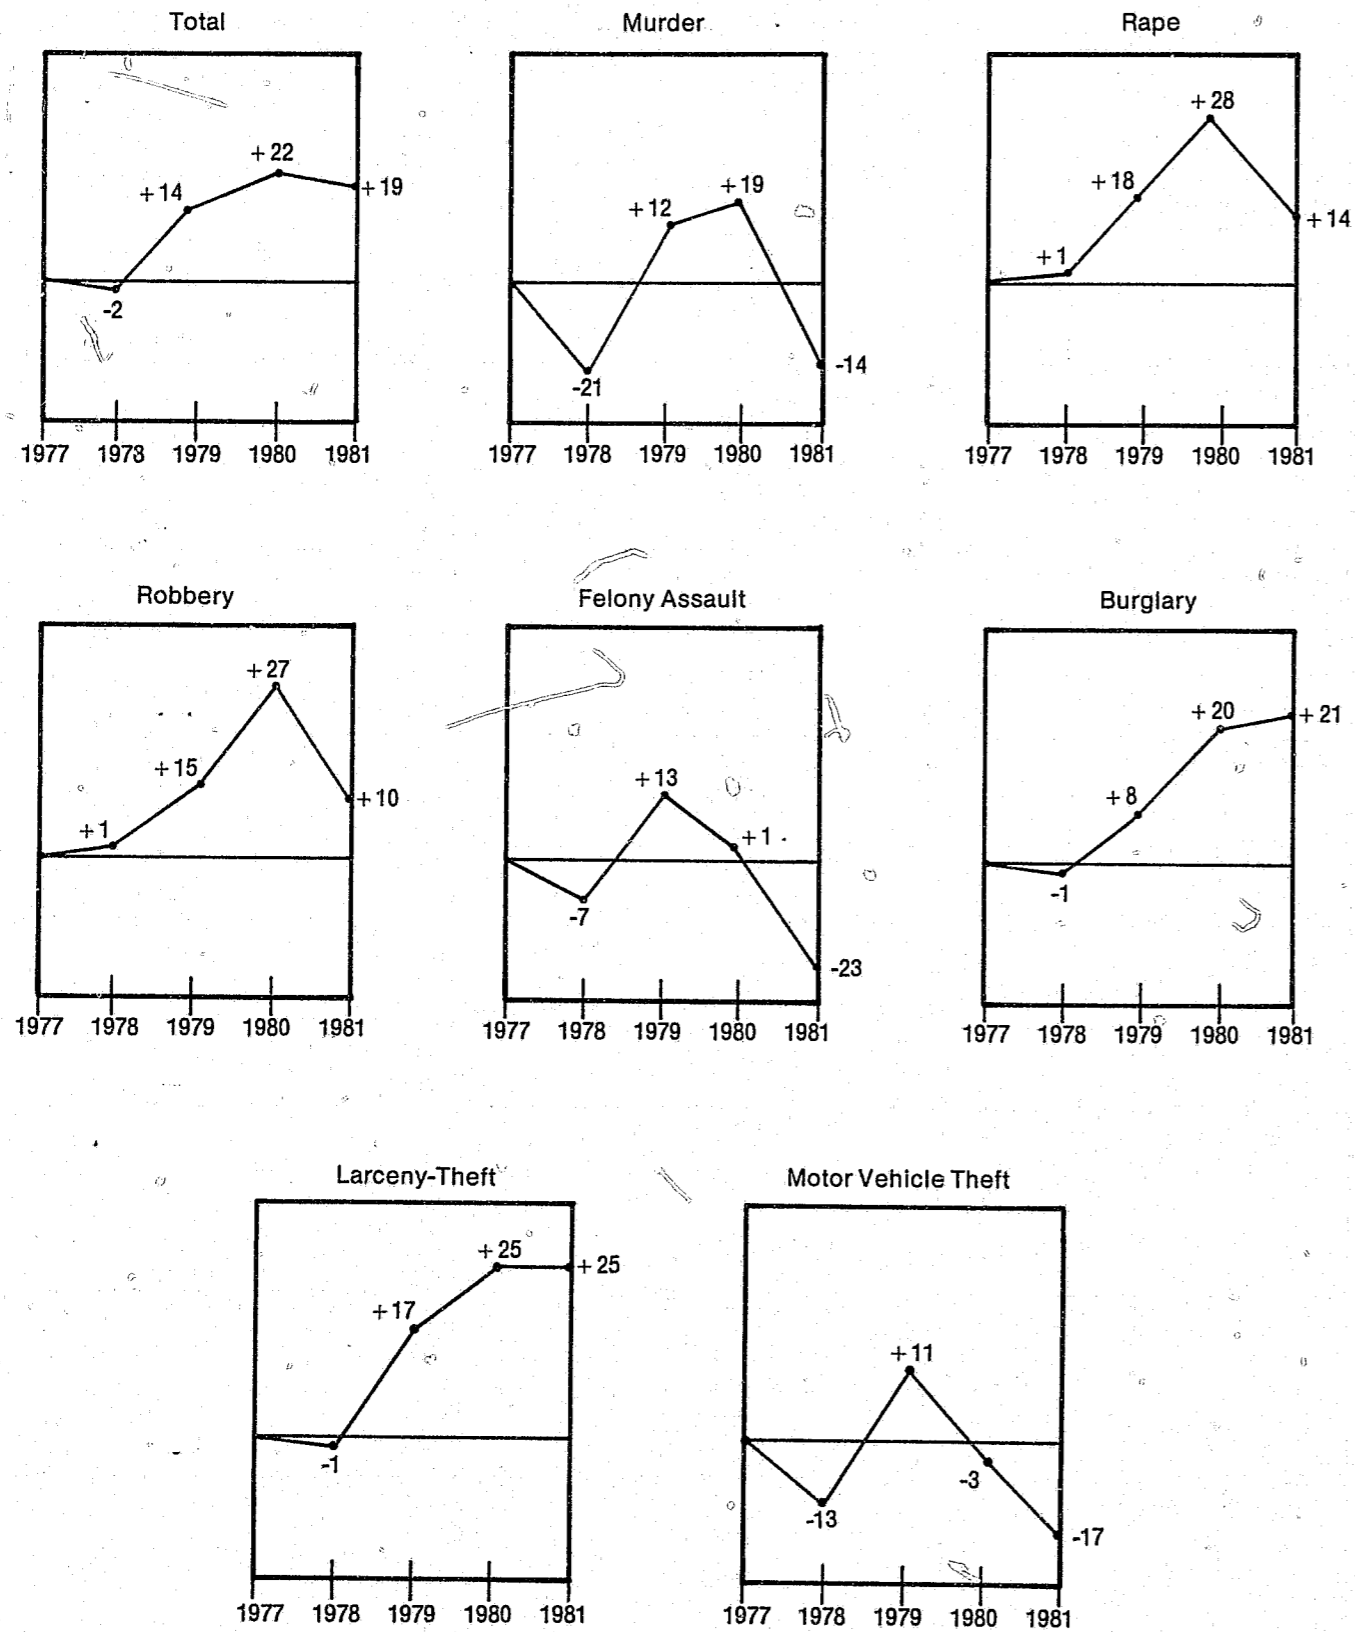 Total
Murder
Rape
+22
+14
+19
-2
1977 1978 1979 1980 1981
+19
+12
-21
-14
1977 1978 1979 1980 1981
+28
+18
+1
+14
1977 1978 1979 1980 1981
Robbery
Felony Assault
Burglary
+27
+15
+1
+10
1977 1978 1979 1980 1981
+13
+1
-7
-23
1977 1978 1979 1980 1981
+20
+21
+8
-1
1977 1978 1979 1980 1981
Larceny-Theft
Motor Vehicle Theft
+25
+25
+17
-1
1977 1978 1979 1980 1981
+11
-3
-13
-17
1977 1978 1979 1980 1981